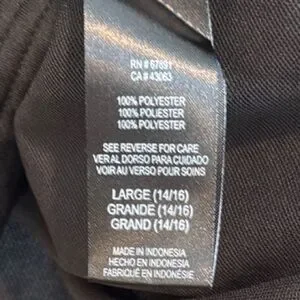 RN # 67891
CA # 43063
100% POLYESTER
100% POLYESTER
100% POLYESTER
SEE REVERSE FOR CARE
VER AL DORSO PARA CUIDADO
VOIR AU VERSO POUR SOINS
LARGE (14/16)
GRANDE (14/16)
GRAND (14/16)
MADE IN INDONESIA
HECHO EN INDONESIA
FABRIQUÉ EN INDONÉSIE